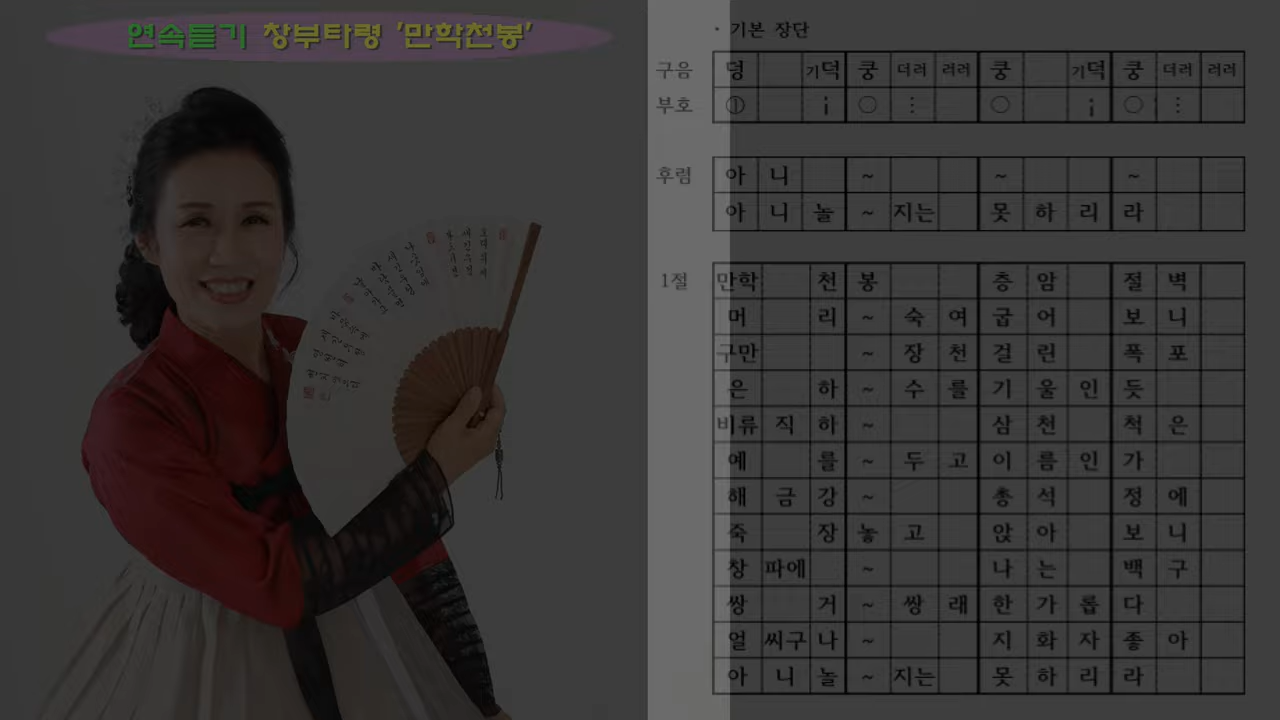 연속듣기 창부타령 '만학천봉'
· 기본 장단
구음 덩 기덕 쿵 더러 러러 쿵 기덕 쿵 더러 러러
부호 ① ¡ ○ ⋮ ○ ¡ ○ ⋮
후렴 아 니 ~ ~ ~
아 니 놀 ~ 지는 못 하 리 라
1절 만학 천 봉 층 암 절 벽
머 리 ~ 숙 여 굽 어 보 니
구만 ~ 장 천 걸 린 폭 포
은 하 ~ 수 를 기 울 인 듯
비류 직 하 ~ 삼 천 척 은
예 를 ~ 두 고 이 름 인 가
해 금 강 ~ 총 석 정 에
죽 장 놓 고 앉 아 보 니
창 파에 ~ 나 는 백 구
쌍 거 ~ 쌍 래 한 가 롭 다
얼 씨구 나 ~ 지 화 자 좋 아
아 니 놀 ~ 지는 못 하 리 라